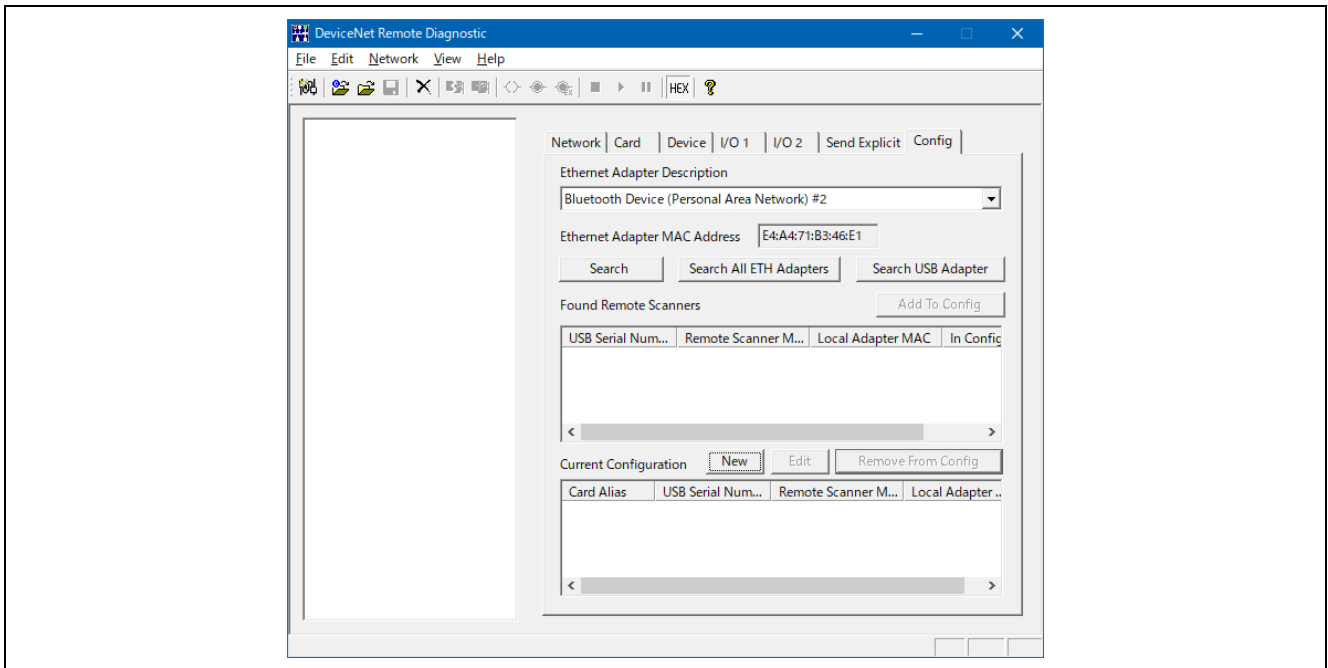 DeviceNet Remote Diagnostic
File Edit Network View Help
HEX
Network Card Device I/O 1 I/O 2 Send Explicit Config
Ethernet Adapter Description
Bluetooth Device (Personal Area Network) #2
Ethernet Adapter MAC Address E4:A4:71:B3:46:E1
Search Search All ETH Adapters Search USB Adapter
Found Remote Scanners Add To Config
USB Serial Num... Remote Scanner M... Local Adapter MAC In Config
Current Configuration New Edit Remove From Config
Card Alias USB Serial Num... Remote Scanner M... Local Adapter ...